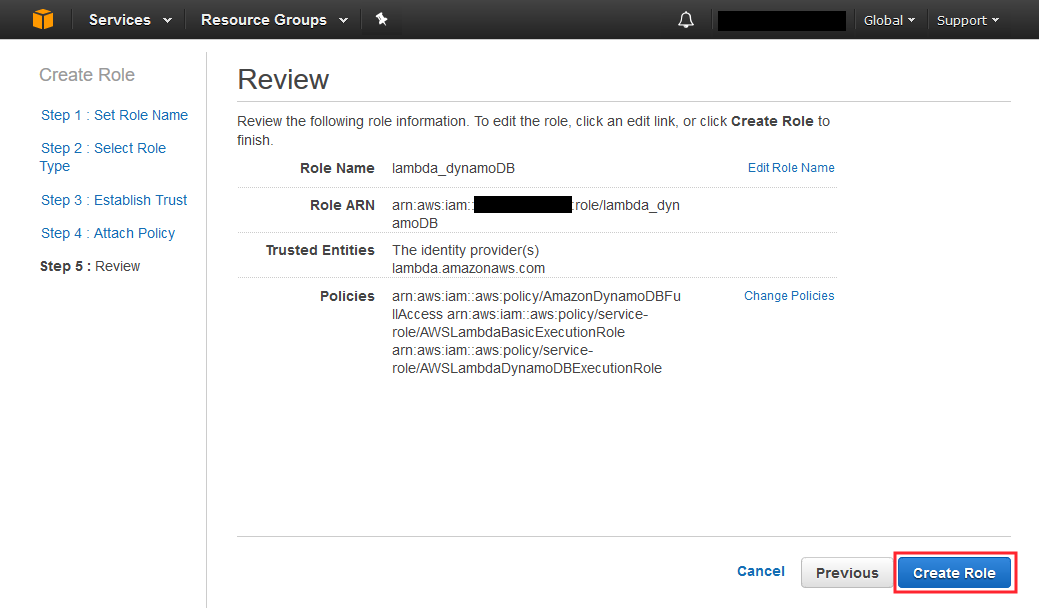 Services Resource Groups Global Support
Create Role
Step 1 : Set Role Name
Step 2 : Select Role
Type
Step 3 : Establish Trust
Step 4 : Attach Policy
Step 5 : Review
Review
Review the following role information. To edit the role, click an edit link, or click Create Role to
finish.
Role Name lambda_dynamoDB Edit Role Name
Role ARN arn:aws:iam:: :role/lambda_dyn
amoDB
Trusted Entities The identity provider(s)
lambda.amazonaws.com
Policies arn:aws:iam::aws:policy/AmazonDynamoDBFu Change Policies
llAccess arn:aws:iam::aws:policy/service-
role/AWSLambdaBasicExecutionRole
arn:aws:iam::aws:policy/service-
role/AWSLambdaDynamoDBExecutionRole
Cancel Previous Create Role